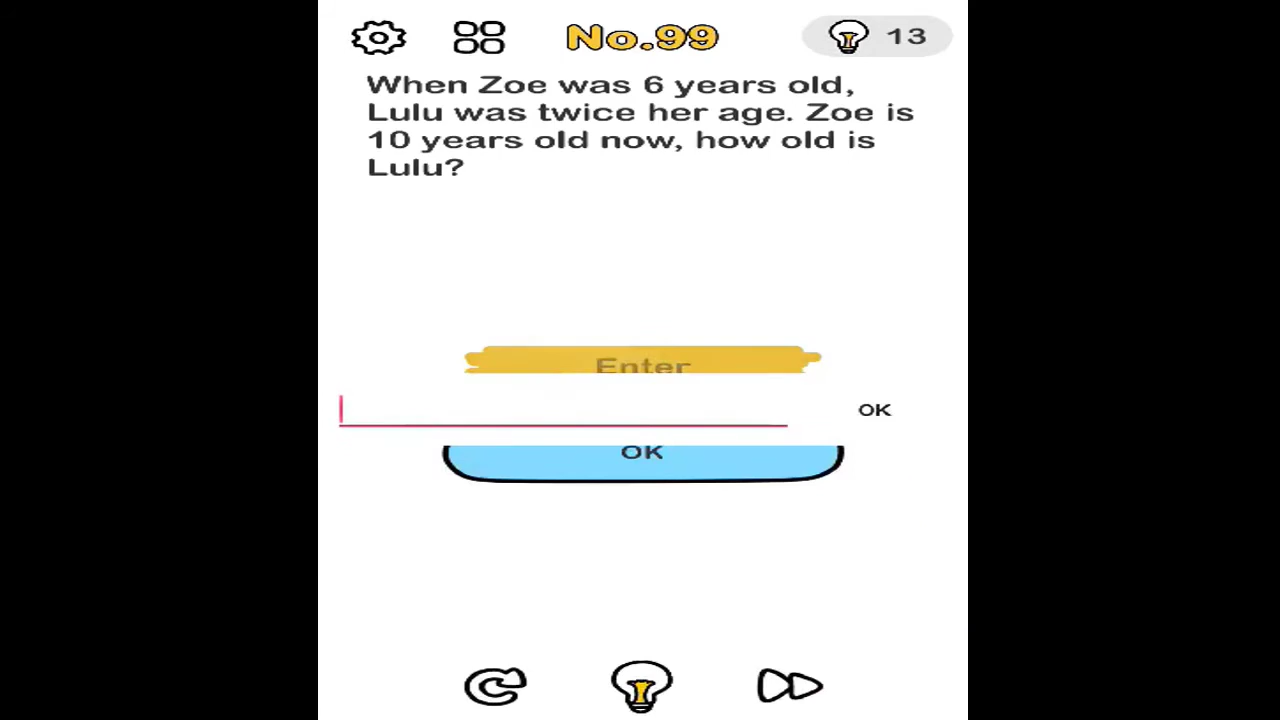 No.99
13
When Zoe was 6 years old,
Lulu was twice her age. Zoe is
10 years old now, how old is
Lulu?
Enter
OK
OK